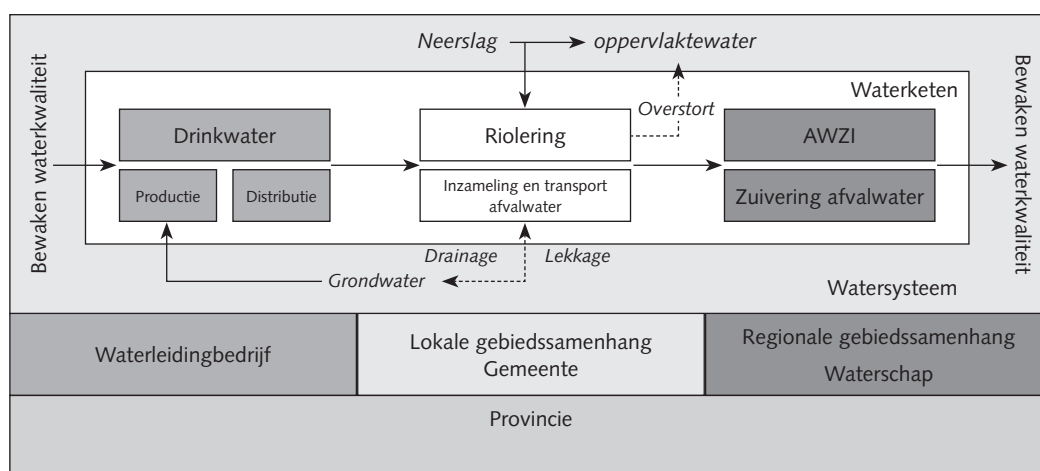 Neerslag
oppervlaktewater
Bewaken waterkwaliteit
Bewaken waterkwaliteit
Waterketen
Overstort
Drinkwater
Riolering
AWZI
Productie
Distributie
Inzameling en transport
afvalwater
Zuivering afvalwater
Drainage
Lekkage
Grondwater
Watersysteem
Waterleidingbedrijf
Lokale gebiedssamenhang
Gemeente
Regionale gebiedssamenhang
Waterschap
Provincie